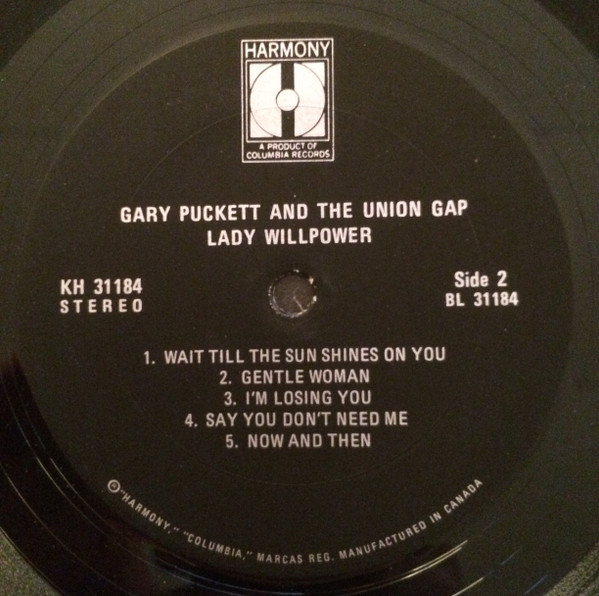 HARMONY
A PRODUCT OF
COLUMBIA RECORDS
GARY PUCKETT AND THE UNION GAP
LADY WILLPOWER
KH 31184
STEREO
Side 2
BL 31184
1. WAIT TILL THE SUN SHINES ON YOU
2. GENTLE WOMAN
3. I'M LOSING YOU
4. SAY YOU DON'T NEED ME
5. NOW AND THEN
©"HARMONY," "COLUMBIA," MARCAS REG. MANUFACTURED IN CANADA